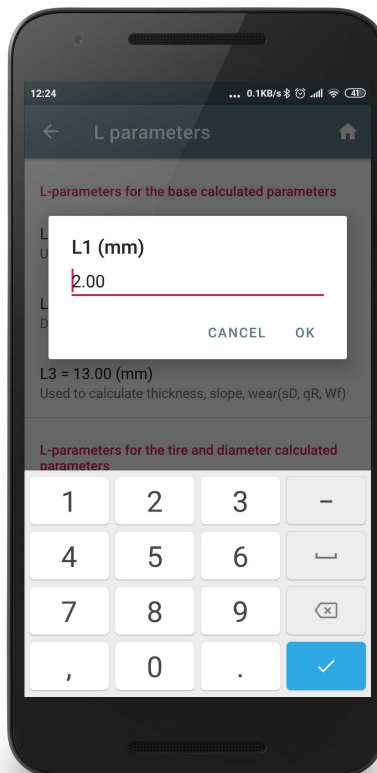 12:24 ... 0.1KB/s 41
L parameters
L-parameters for the base calculated parameters
L
U
L1 (mm)
2.00
L
D
CANCEL OK
L3 = 13.00 (mm)
Used to calculate thickness, slope, wear(sD, qR, Wf)
L-parameters for the tire and diameter calculated
parameters
1 2 3 –
4 5 6
7 8 9
, 0 .